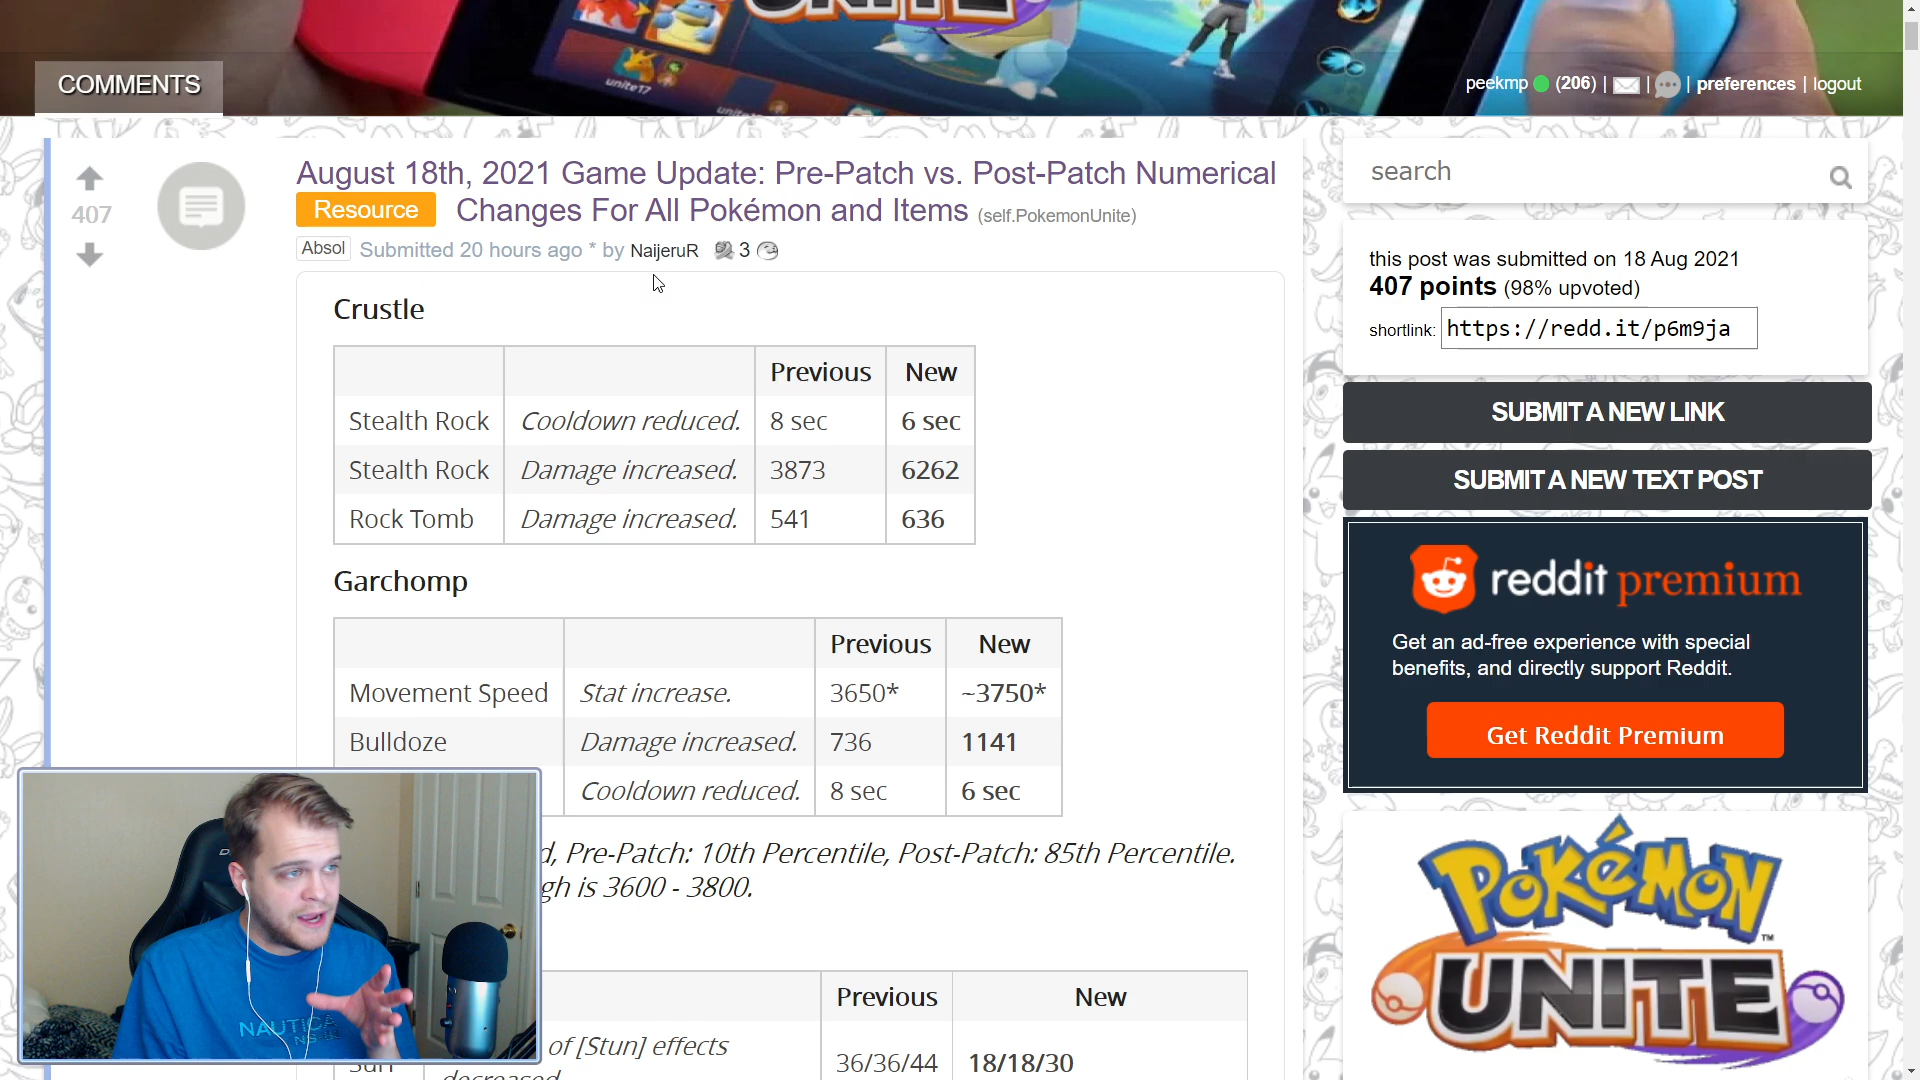 UNITE
unite17
unite
COMMENTS
peekmp (206) | | | preferences | logout
August 18th, 2021 Game Update: Pre-Patch vs. Post-Patch Numerical
Resource Changes For All Pokémon and Items (self.PokemonUnite)
Absol Submitted 20 hours ago * by NaijeruR 3
407
Crustle
Previous New
Stealth Rock Cooldown reduced. 8 sec 6 sec
Stealth Rock Damage increased. 3873 6262
Rock Tomb Damage increased. 541 636
Garchomp
Previous New
Movement Speed Stat increase. 3650* ~3750*
Bulldoze Damage increased. 736 1141
Cooldown reduced. 8 sec 6 sec
d, Pre-Patch: 10th Percentile, Post-Patch: 85th Percentile.
gh is 3600 - 3800.
Previous New
of [Stun] effects
Surf 36/36/44 18/18/30
decreased
NAUTICA
search
this post was submitted on 18 Aug 2021
407 points (98% upvoted)
shortlink: https://redd.it/p6m9ja
SUBMIT A NEW LINK
SUBMIT A NEW TEXT POST
reddit premium
Get an ad-free experience with special
benefits, and directly support Reddit.
Get Reddit Premium
POKéMON
TM
UNITE